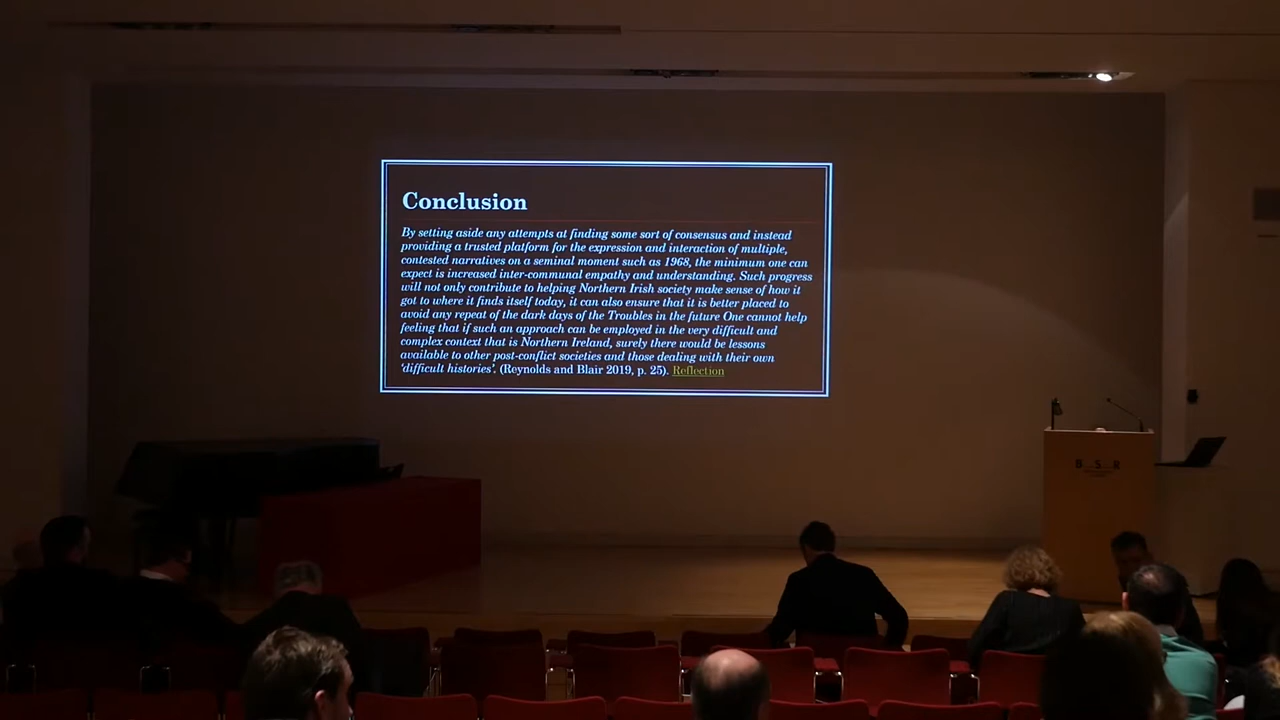 Conclusion
By setting aside any attempts at finding some sort of consensus and instead
providing a trusted platform for the expression and interaction of multiple,
contested narratives on a seminal moment such as 1968, the minimum one can
expect is increased inter-communal empathy and understanding. Such progress
will not only contribute to helping Northern Irish society make sense of how it
got to where it finds itself today, it can also ensure that it is better placed to
avoid any repeat of the dark days of the Troubles in the future One cannot help
feeling that if such an approach can be employed in the very difficult and
complex context that is Northern Ireland, surely there would be lessons
available to other post-conflict societies and those dealing with their own
'difficult histories'. (Reynolds and Blair 2019, p. 25). Reflection
B S R